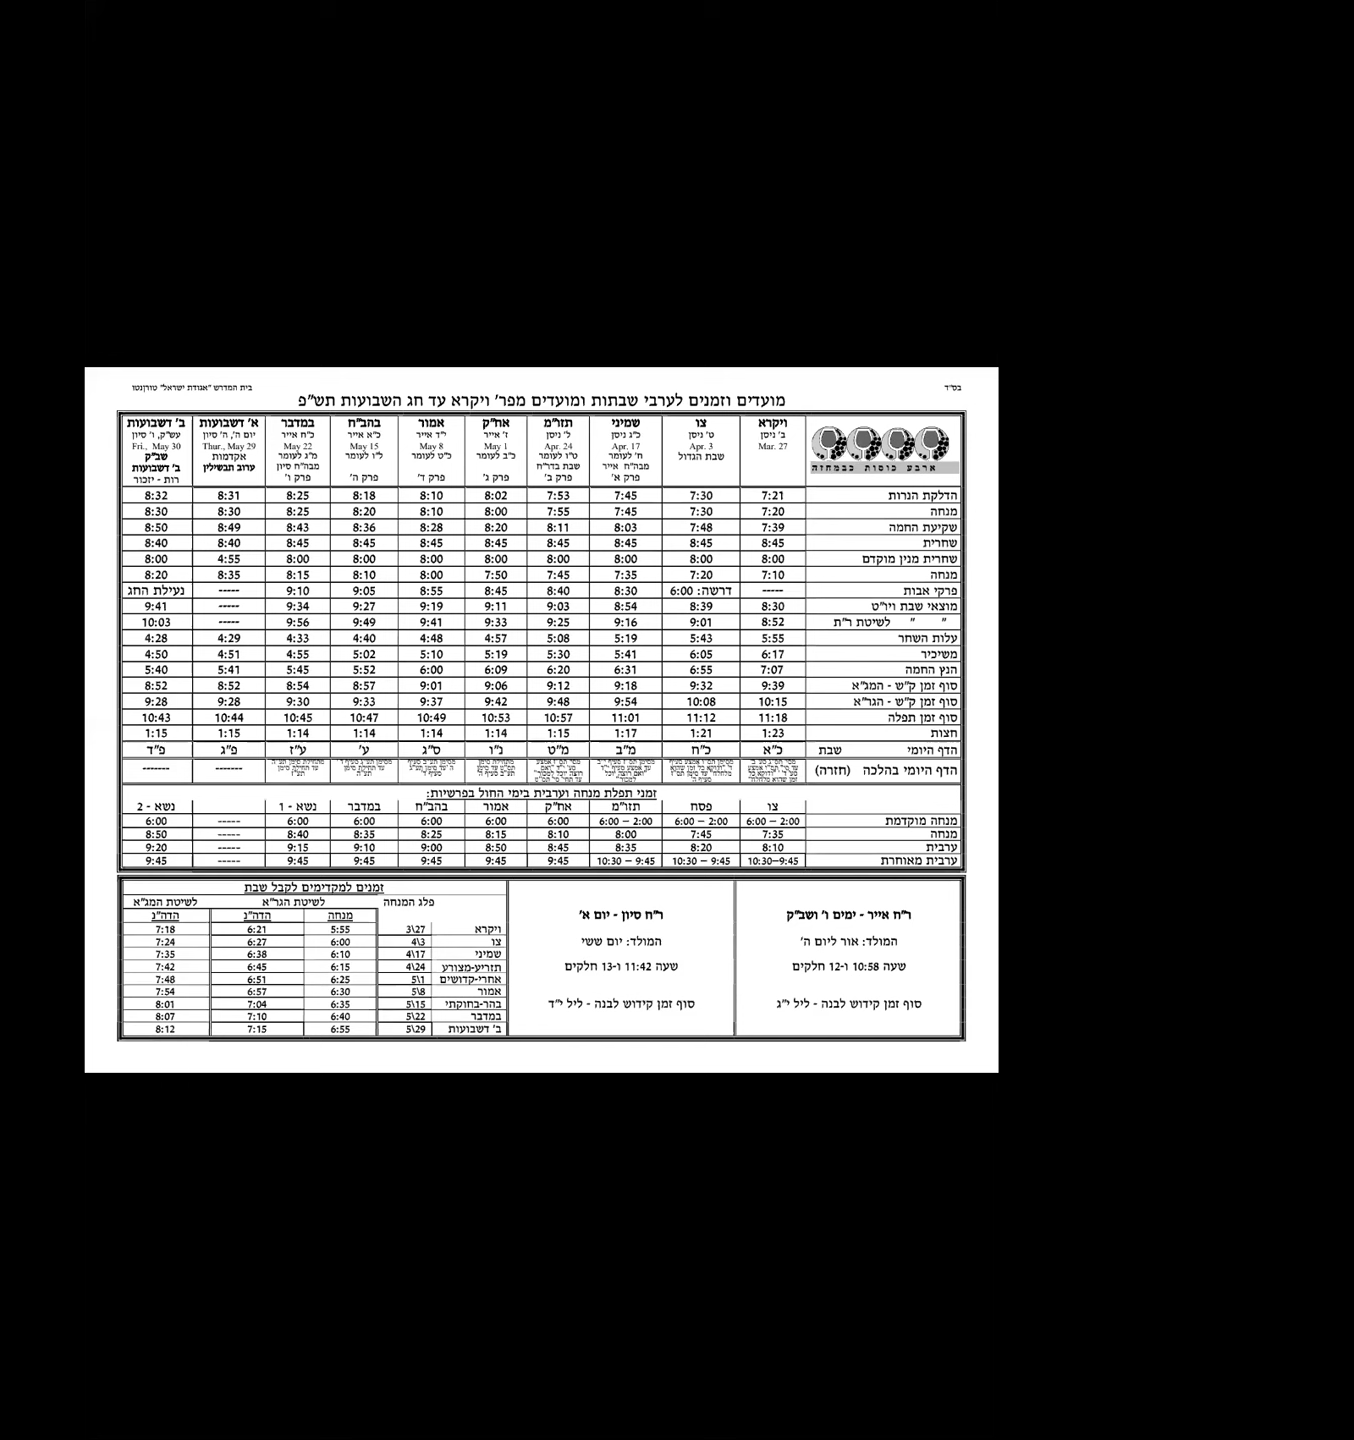 בס"ד בית המדרש "אגודת ישראל" טורונטו
מועדים וזמנים לערבי שבתות ומועדים מפר' ויקרא עד חג השבועות תש"פ
ארבע כוסות כבמחזה
ויקרא צו שמיני תזו"מ אח"ק אמור בהב"ח במדבר א' דשבועות ב' דשבועות
ב' ניסן ט' ניסן כ"ג ניסן ל' ניסן ז' אייר י"ד אייר כ"א אייר כ"ח אייר יום ה', ה' סיון עש"ק, ו' סיון
Mar. 27 Apr. 3 Apr. 17 Apr. 24 May 1 May 8 May 15 May 22 Thur., May 29 Fri., May 30
שבת הגדול ח' לעומר ט"ו לעומר כ"ב לעומר כ"ט לעומר ל"ו לעומר מ"ג לעומר אקדמות שב"ק
מבה"ח אייר שבת בדר"ח מבה"ח סיון ערוב תבשילין ב' דשבועות
פרק א' פרק ב' פרק ג' פרק ד' פרק ה' פרק ו' רות - יזכור
הדלקת הנרות 7:21 7:30 7:45 7:53 8:02 8:10 8:18 8:25 8:31 8:32
מנחה 7:20 7:30 7:45 7:55 8:00 8:10 8:20 8:25 8:30 8:30
שקיעת החמה 7:39 7:48 8:03 8:11 8:20 8:28 8:36 8:43 8:49 8:50
שחרית 8:45 8:45 8:45 8:45 8:45 8:45 8:45 8:45 8:40 8:40
שחרית מנין מוקדם 8:00 8:00 8:00 8:00 8:00 8:00 8:00 8:00 4:55 8:00
מנחה 7:10 7:20 7:35 7:45 7:50 8:00 8:10 8:15 8:35 8:20
פרקי אבות ----- דרשה: 6:00 8:30 8:40 8:45 8:55 9:05 9:10 ----- נעילת החג
מוצאי שבת ויו"ט 8:30 8:39 8:54 9:03 9:11 9:19 9:27 9:34 ----- 9:41
" " לשיטת ר"ת 8:52 9:01 9:16 9:25 9:33 9:41 9:49 9:56 ----- 10:03
עלות השחר 5:55 5:43 5:19 5:08 4:57 4:48 4:40 4:33 4:29 4:28
משיכיר 6:17 6:05 5:41 5:30 5:19 5:10 5:02 4:55 4:51 4:50
הנץ החמה 7:07 6:55 6:31 6:20 6:09 6:00 5:52 5:45 5:41 5:40
סוף זמן ק"ש - המג"א 9:39 9:32 9:18 9:12 9:06 9:01 8:57 8:54 8:52 8:52
סוף זמן ק"ש - הגר"א 10:15 10:08 9:54 9:48 9:42 9:37 9:33 9:30 9:28 9:28
סוף זמן תפלה 11:18 11:12 11:01 10:57 10:53 10:49 10:47 10:45 10:44 10:43
חצות 1:23 1:21 1:17 1:15 1:14 1:14 1:14 1:14 1:15 1:15
הדף היומי שבת כ"א כ"ח מ"ב מ"ט נ"ו ס"ג ע' ע"ז פ"ג פ"ד
הדף היומי בהלכה (חזרה) ------- -------
זמני תפלת מנחה וערבית בימי החול בפרשיות:
צו פסח תזו"מ אח"ק אמור בהב"ח במדבר נשא - 1 נשא - 2
מנחה מוקדמת 2:00 – 6:00 2:00 – 6:00 2:00 – 6:00 6:00 6:00 6:00 6:00 6:00 ----- 6:00
מנחה 7:35 7:45 8:00 8:10 8:15 8:25 8:35 8:40 ----- 8:50
ערבית 8:10 8:20 8:35 8:45 8:50 9:00 9:10 9:15 ----- 9:20
ערבית מאוחרת 9:45–10:30 9:45 – 10:30 9:45 – 10:30 9:45 9:45 9:45 9:45 9:45 ----- 9:45
ר"ח אייר - ימים ו' ושב"ק
המולד: אור ליום ה'
שעה 10:58 ו-12 חלקים
סוף זמן קידוש לבנה - ליל י"ג
ר"ח סיון - יום א'
המולד: יום ששי
שעה 11:42 ו-13 חלקים
סוף זמן קידוש לבנה - ליל י"ד
זמנים למקדימים לקבל שבת
פלג המנחה לשיטת הגר"א לשיטת המג"א
מנחה הדה"נ הדה"נ
ויקרא 3\27 5:55 6:21 7:18
צו 4\3 6:00 6:27 7:24
שמיני 4\17 6:10 6:38 7:35
תזריע-מצורע 4\24 6:15 6:45 7:42
אחרי-קדושים 5\1 6:25 6:51 7:48
אמור 5\8 6:30 6:57 7:54
בהר-בחוקתי 5\15 6:35 7:04 8:01
במדבר 5\22 6:40 7:10 8:07
ב' דשבועות 5\29 6:55 7:15 8:12